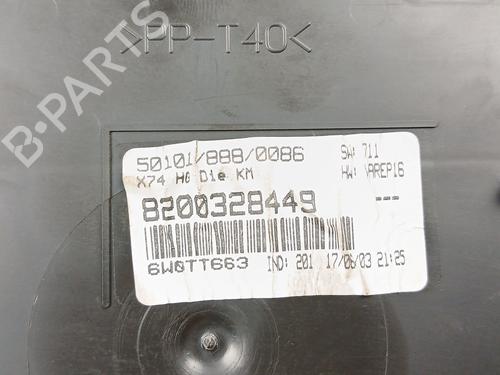 >PP-T40<
50101/888/0086
SW: 711
X74 HG Die KM
HW: VAREP16
8200328449
---
6W0TT663 IND: 201 17/06/03 21:25
B-PARTS